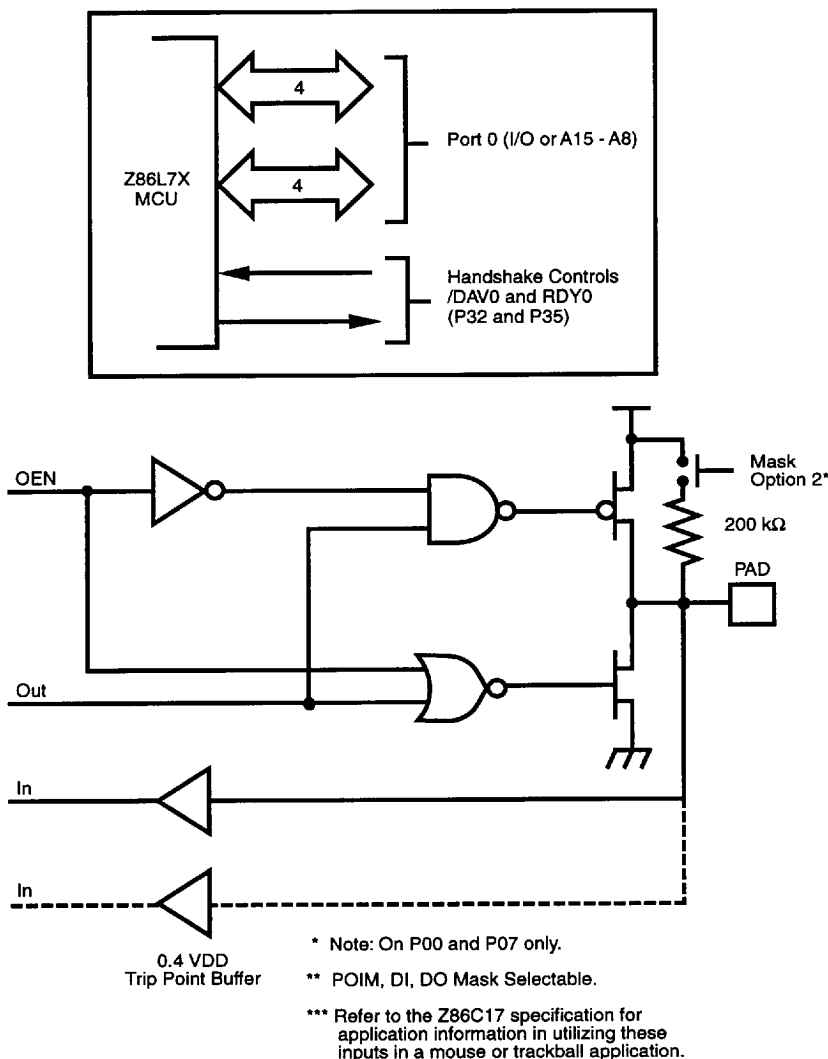 4
Port 0 (I/O or A15 - A8)
Z86L7X
MCU
4
Handshake Controls
/DAV0 and RDY0
(P32 and P35)
OEN
Mask
Option 2*
200 kΩ
PAD
Out
In
In
0.4 VDD
Trip Point Buffer
* Note: On P00 and P07 only.
** POIM, DI, DO Mask Selectable.
*** Refer to the Z86C17 specification for
application information in utilizing these
inputs in a mouse or trackball application.